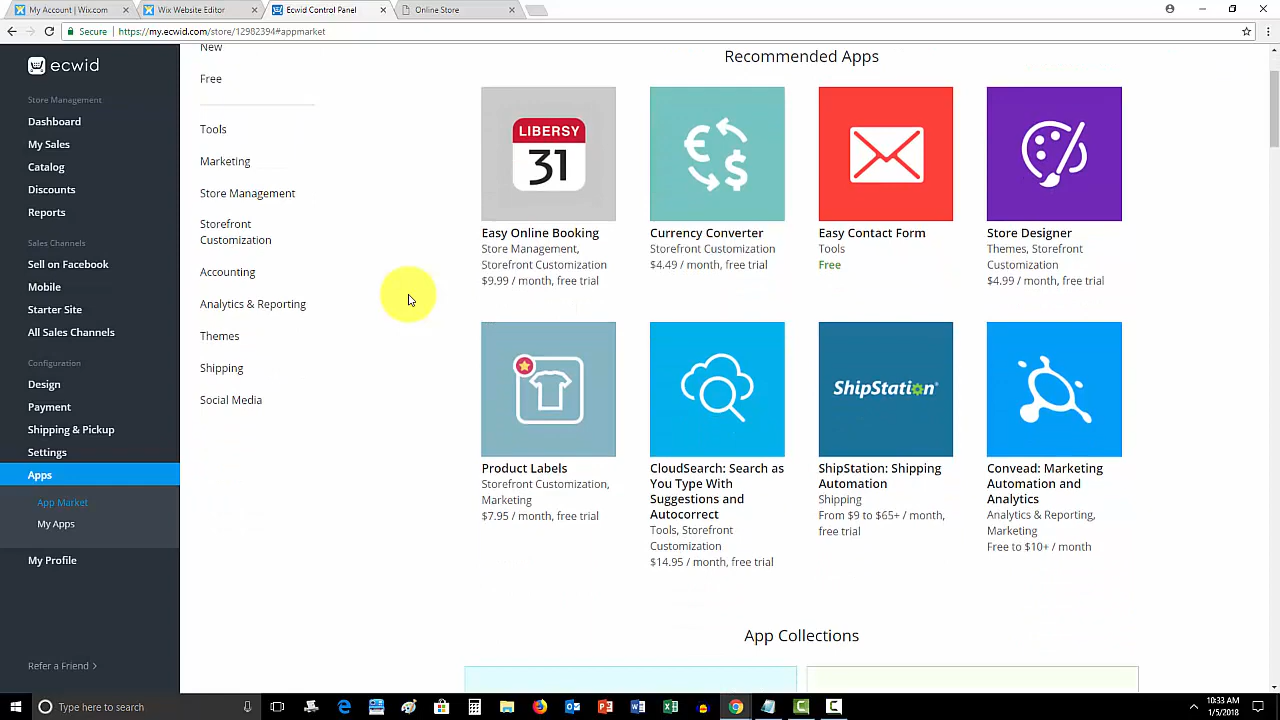 My Account | Wix.com
Wix Website Editor
Ecwid Control Panel
Online Store
Secure
https://my.ecwid.com/store/12982394#appmarket
ecwid
Store Management
Dashboard
My Sales
Catalog
Discounts
Reports
Sales Channels
Sell on Facebook
Mobile
Starter Site
All Sales Channels
Configuration
Design
Payment
Shipping & Pickup
Settings
Apps
App Market
My Apps
My Profile
Refer a Friend >
New
Free
Tools
Marketing
Store Management
Storefront
Customization
Accounting
Analytics & Reporting
Themes
Shipping
Social Media
Recommended Apps
LIBERSY
31
Easy Online Booking
Store Management,
Storefront Customization
$9.99 / month, free trial
€
$
Currency Converter
Storefront Customization
$4.49 / month, free trial
Easy Contact Form
Tools
Free
Store Designer
Themes, Storefront
Customization
$4.99 / month, free trial
Product Labels
Storefront Customization,
Marketing
$7.95 / month, free trial
CloudSearch: Search as
You Type With
Suggestions and
Autocorrect
Tools, Storefront
Customization
$14.95 / month, free trial
ShipStation®
ShipStation: Shipping
Automation
Shipping
From $9 to $65+ / month,
free trial
Convead: Marketing
Automation and
Analytics
Analytics & Reporting,
Marketing
Free to $10+ / month
App Collections
Type here to search
10:33 AM
1/5/2018